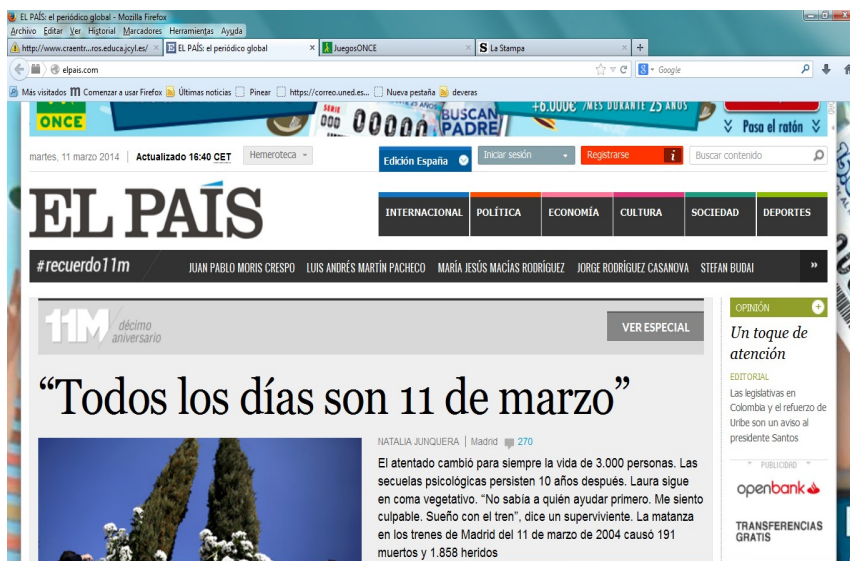 EL PAÍS: el periódico global - Mozilla Firefox
Archivo Editar Ver Historial Marcadores Herramientas Ayuda
http://www.craentr...ros.educa.jcyl.es/ EL PAÍS: el periódico global JuegosONCE La Stampa
elpais.com Google
Más visitados Comenzar a usar Firefox Últimas noticias Pinear https://correo.uned.es... Nueva pestaña deveras
ONCE SERIE 000 00000 BUSCAN PADRE +6.000€ /MES DURANTE 25 AÑOS
Pasa el ratón
martes, 11 marzo 2014 | Actualizado 16:40 CET Hemeroteca Edición España Iniciar sesión Registrarse i Buscar contenido
EL PAÍS
INTERNACIONAL POLÍTICA ECONOMÍA CULTURA SOCIEDAD DEPORTES
#recuerdo11m JUAN PABLO MORIS CRESPO LUIS ANDRÉS MARTÍN PACHECO MARÍA JESÚS MACÍAS RODRÍGUEZ JORGE RODRÍGUEZ CASANOVA STEFAN BUDAI »
11M décimo
aniversario
VER ESPECIAL
“Todos los días son 11 de marzo”
NATALIA JUNQUERA | Madrid 270
El atentado cambió para siempre la vida de 3.000 personas. Las
secuelas psicológicas persisten 10 años después. Laura sigue
en coma vegetativo. “No sabía a quién ayudar primero. Me siento
culpable. Sueño con el tren”, dice un superviviente. La matanza
en los trenes de Madrid del 11 de marzo de 2004 causó 191
muertos y 1.858 heridos
OPINIÓN
Un toque de
atención
EDITORIAL
Las legislativas en
Colombia y el refuerzo de
Uribe son un aviso al
presidente Santos
PUBLICIDAD
openbank
TRANSFERENCIAS
GRATIS